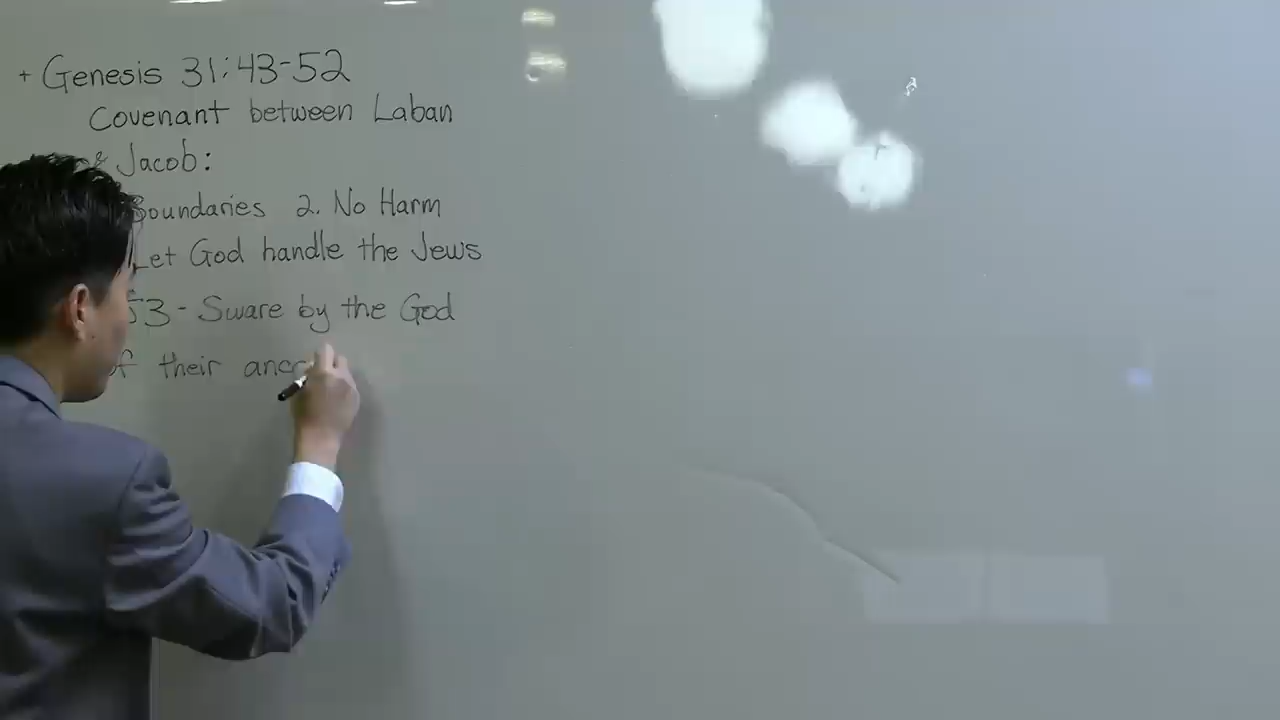 + Genesis 31:43-52
Covenant between Laban
& Jacob:
Boundaries 2. No Harm
Let God handle the Jews
53- Sware by the God
of their